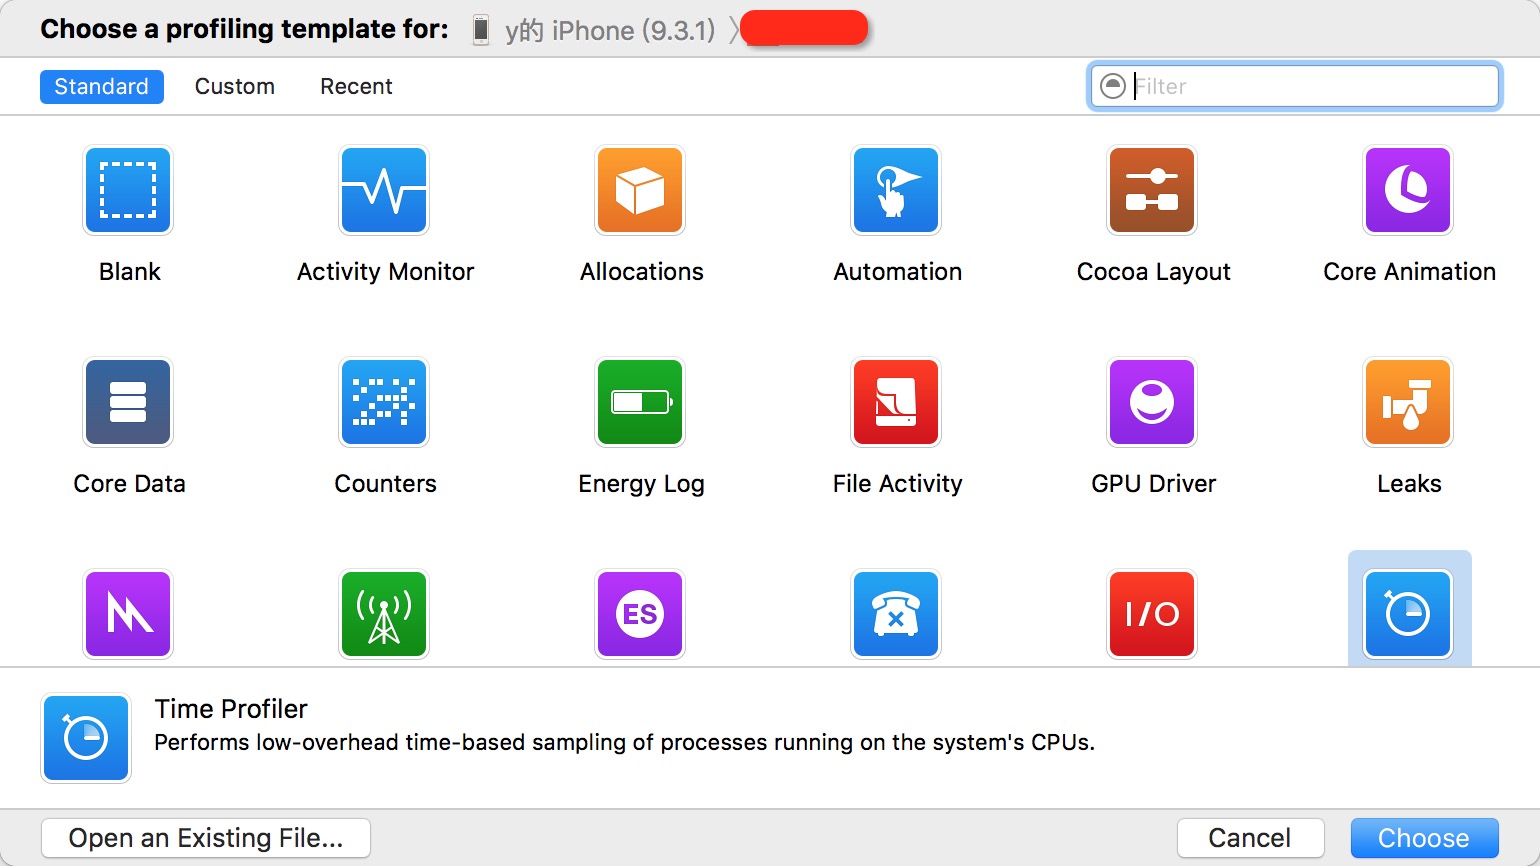 Choose a profiling template for: y的 iPhone (9.3.1)
Standard Custom Recent Filter
Blank Activity Monitor Allocations Automation Cocoa Layout Core Animation
Core Data Counters Energy Log File Activity GPU Driver Leaks
ES I/O
Time Profiler
Performs low-overhead time-based sampling of processes running on the system's CPUs.
Open an Existing File... Cancel Choose